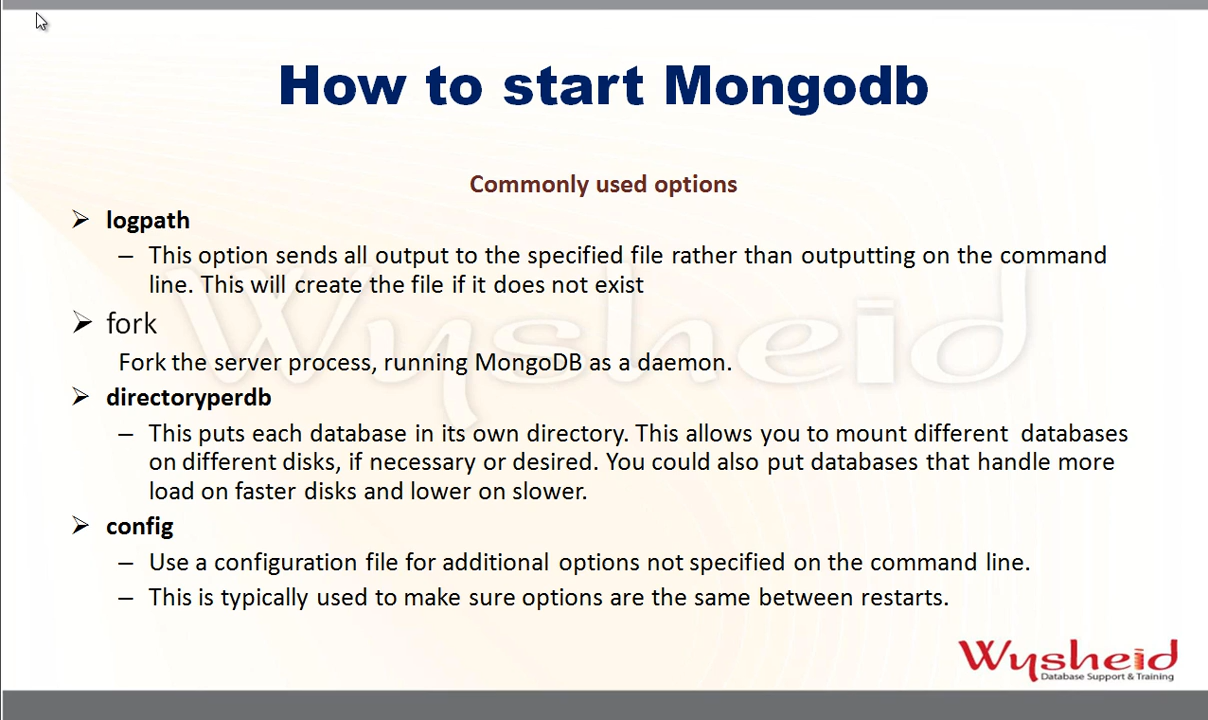 How to start Mongodb
Commonly used options
logpath
– This option sends all output to the specified file rather than outputting on the command
line. This will create the file if it does not exist
fork
Fork the server process, running MongoDB as a daemon.
directoryperdb
– This puts each database in its own directory. This allows you to mount different databases
on different disks, if necessary or desired. You could also put databases that handle more
load on faster disks and lower on slower.
config
– Use a configuration file for additional options not specified on the command line.
– This is typically used to make sure options are the same between restarts.
Wysheid
Wysheid
Database Support & Training